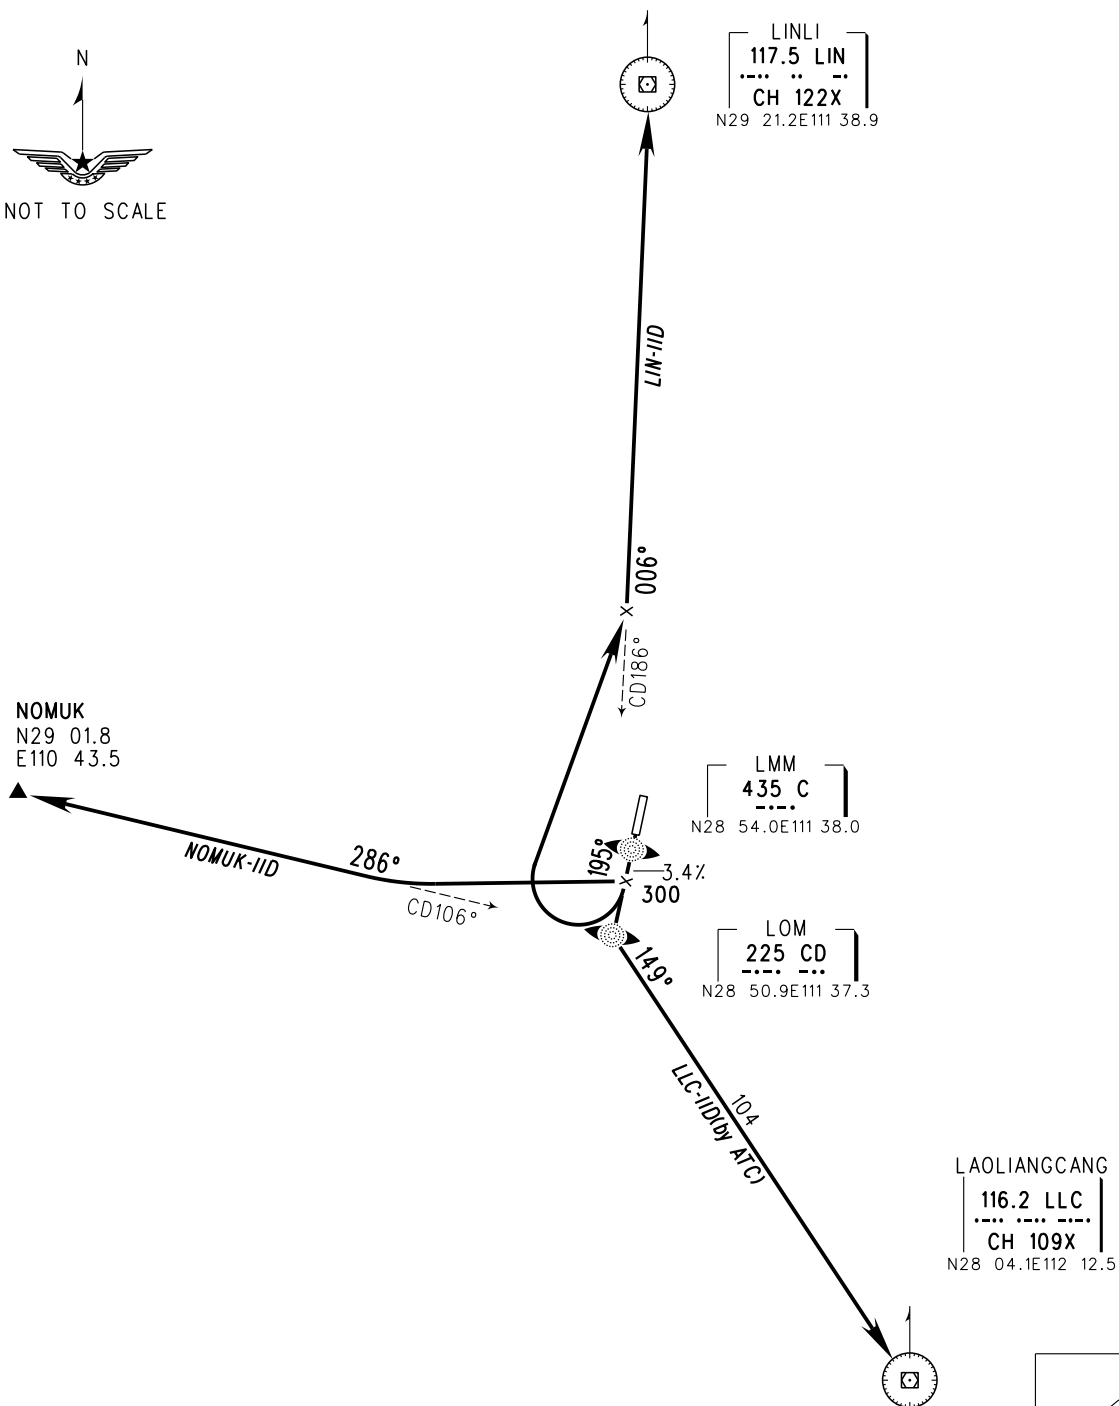 N
NOT TO SCALE
LINLI
117.5 LIN
CH 122X
N29 21.2E111 38.9
LIN-IID
006°
CD186°
NOMUK
N29 01.8
E110 43.5
LMM
435 C
N28 54.0E111 38.0
195°
3.4%
300
286°
NOMUK-IID
CD106°
LOM
225 CD
N28 50.9E111 37.3
149°
104
LLC-IID(by ATC)
LAOLIANGCANG
116.2 LLC
CH 109X
N28 04.1E112 12.5